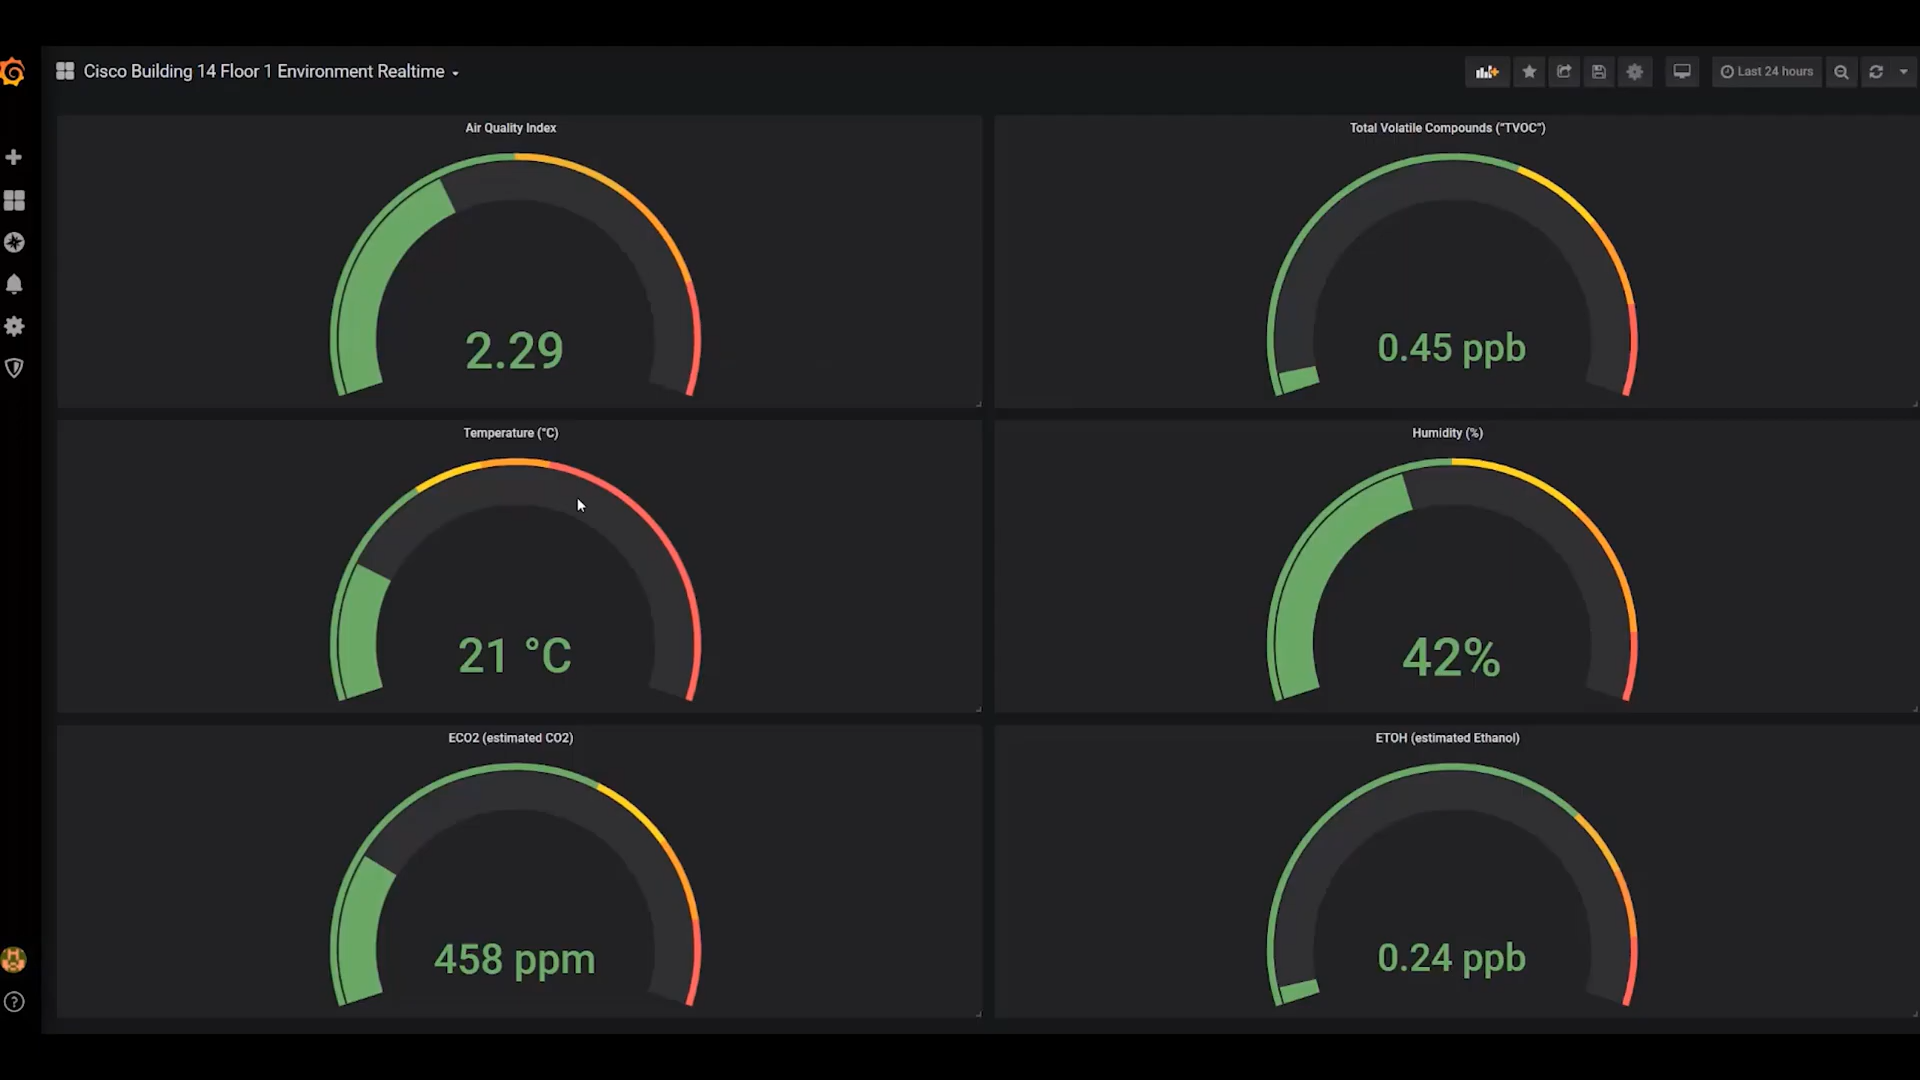 Cisco Building 14 Floor 1 Environment Realtime
Last 24 hours
Air Quality Index
2.29
Total Volatile Compounds ("TVOC")
0.45 ppb
Temperature (°C)
21 °C
Humidity (%)
42%
ECO2 (estimated CO2)
458 ppm
ETOH (estimated Ethanol)
0.24 ppb